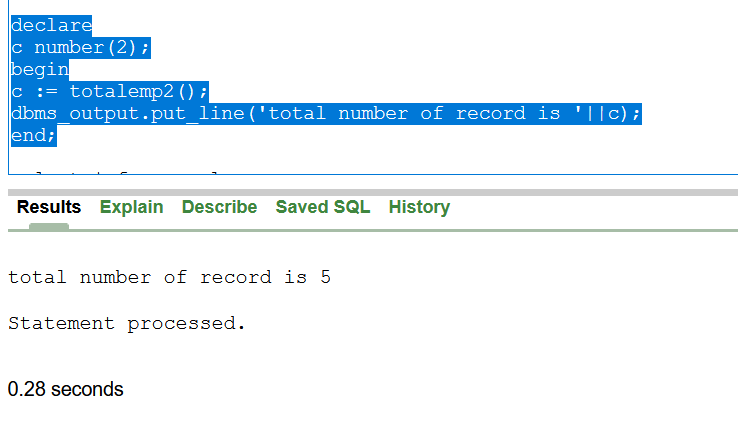 declare
c number(2);
begin
c := totalemp2();
dbms_output.put_line('total number of record is '||c);
end;
Results Explain Describe Saved SQL History
total number of record is 5
Statement processed.
0.28 seconds